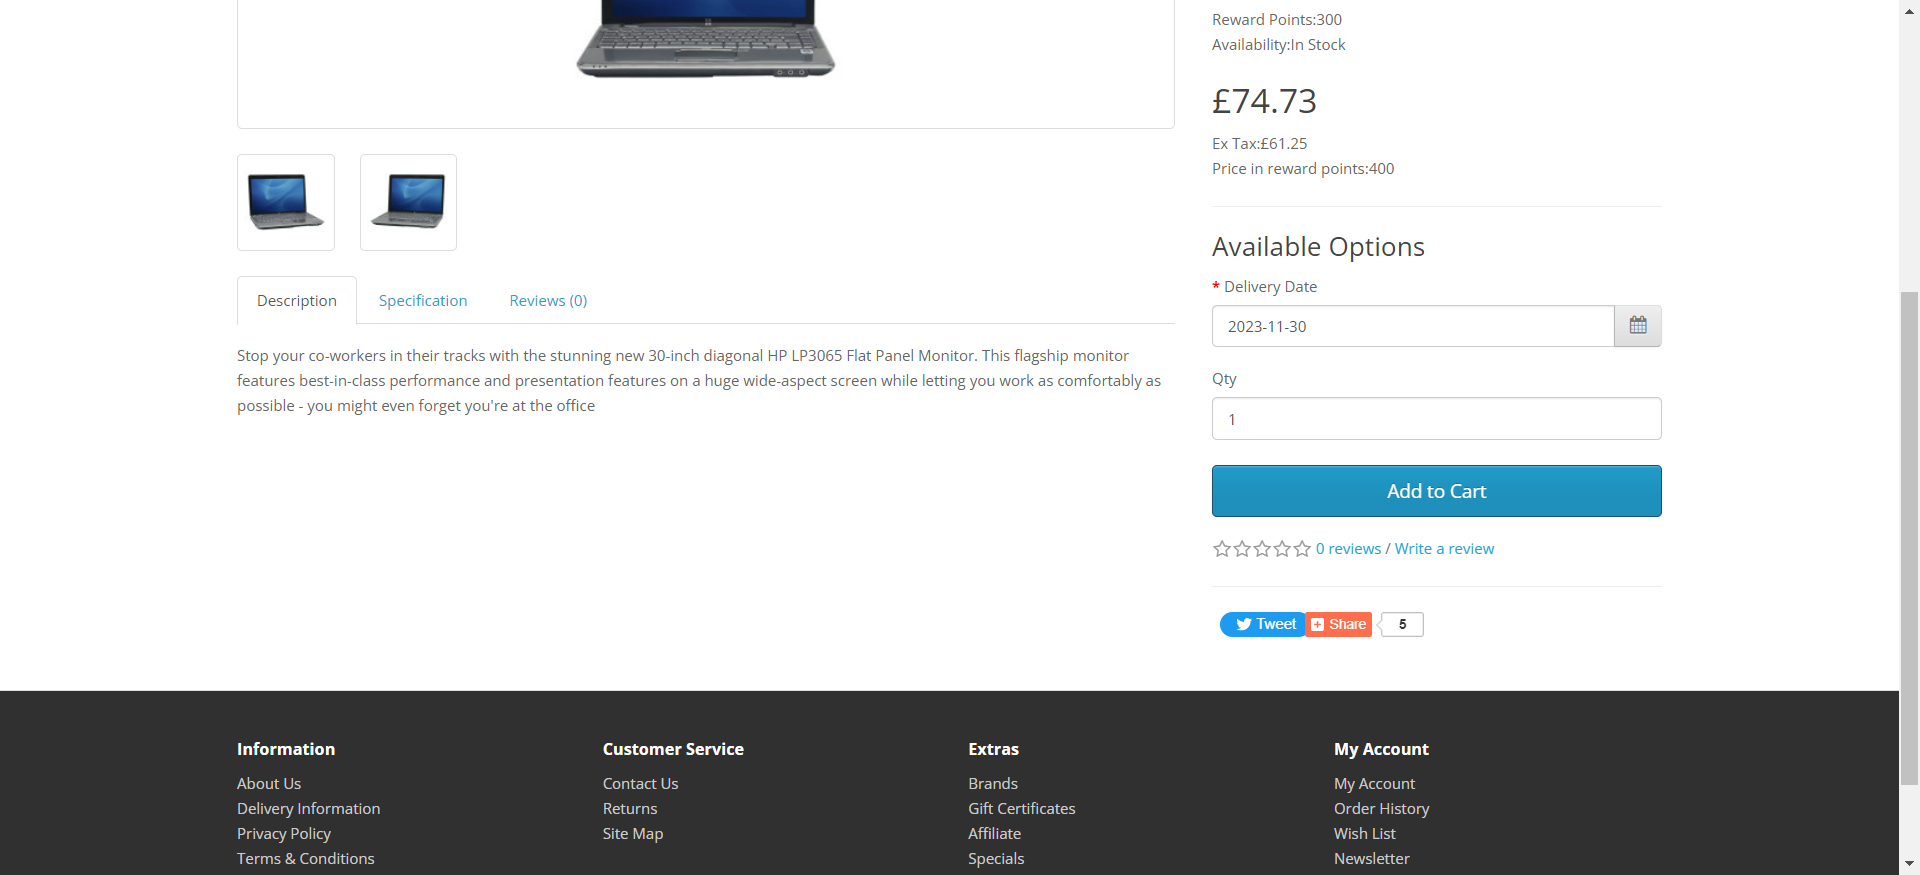 Reward Points:300
Availability:In Stock
£74.73
Ex Tax:£61.25
Price in reward points:400
Available Options
* Delivery Date
2023-11-30
Qty
1
Add to Cart
0 reviews / Write a review
Tweet Share 5
Description Specification Reviews (0)
Stop your co-workers in their tracks with the stunning new 30-inch diagonal HP LP3065 Flat Panel Monitor. This flagship monitor
features best-in-class performance and presentation features on a huge wide-aspect screen while letting you work as comfortably as
possible - you might even forget you're at the office
Information
About Us
Delivery Information
Privacy Policy
Terms & Conditions
Customer Service
Contact Us
Returns
Site Map
Extras
Brands
Gift Certificates
Affiliate
Specials
My Account
My Account
Order History
Wish List
Newsletter